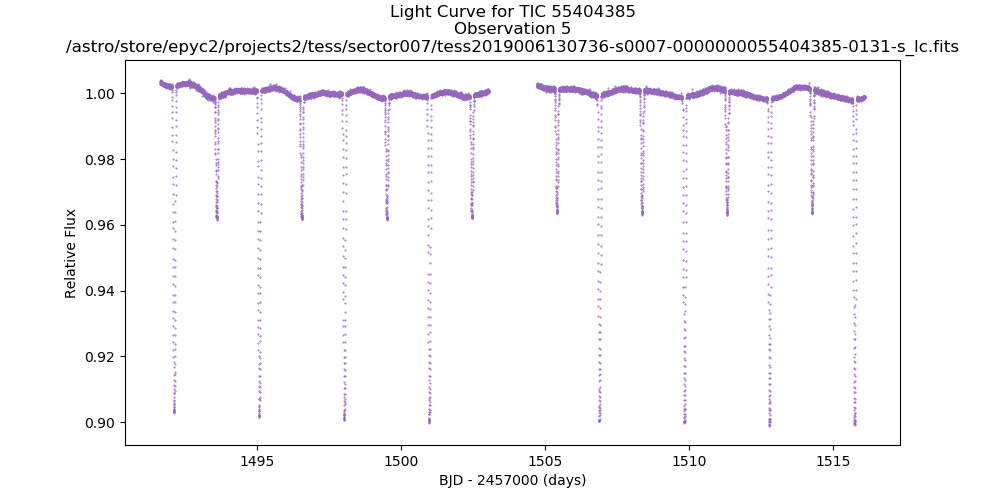 Light Curve for TIC 55404385
Observation 5
/astro/store/epyc2/projects2/tess/sector007/tess2019006130736-s0007-0000000055404385-0131-s_lc.fits
1.00
0.98
0.96
0.94
0.92
0.90
Relative Flux
1495
1500
1505
1510
1515
BJD - 2457000 (days)